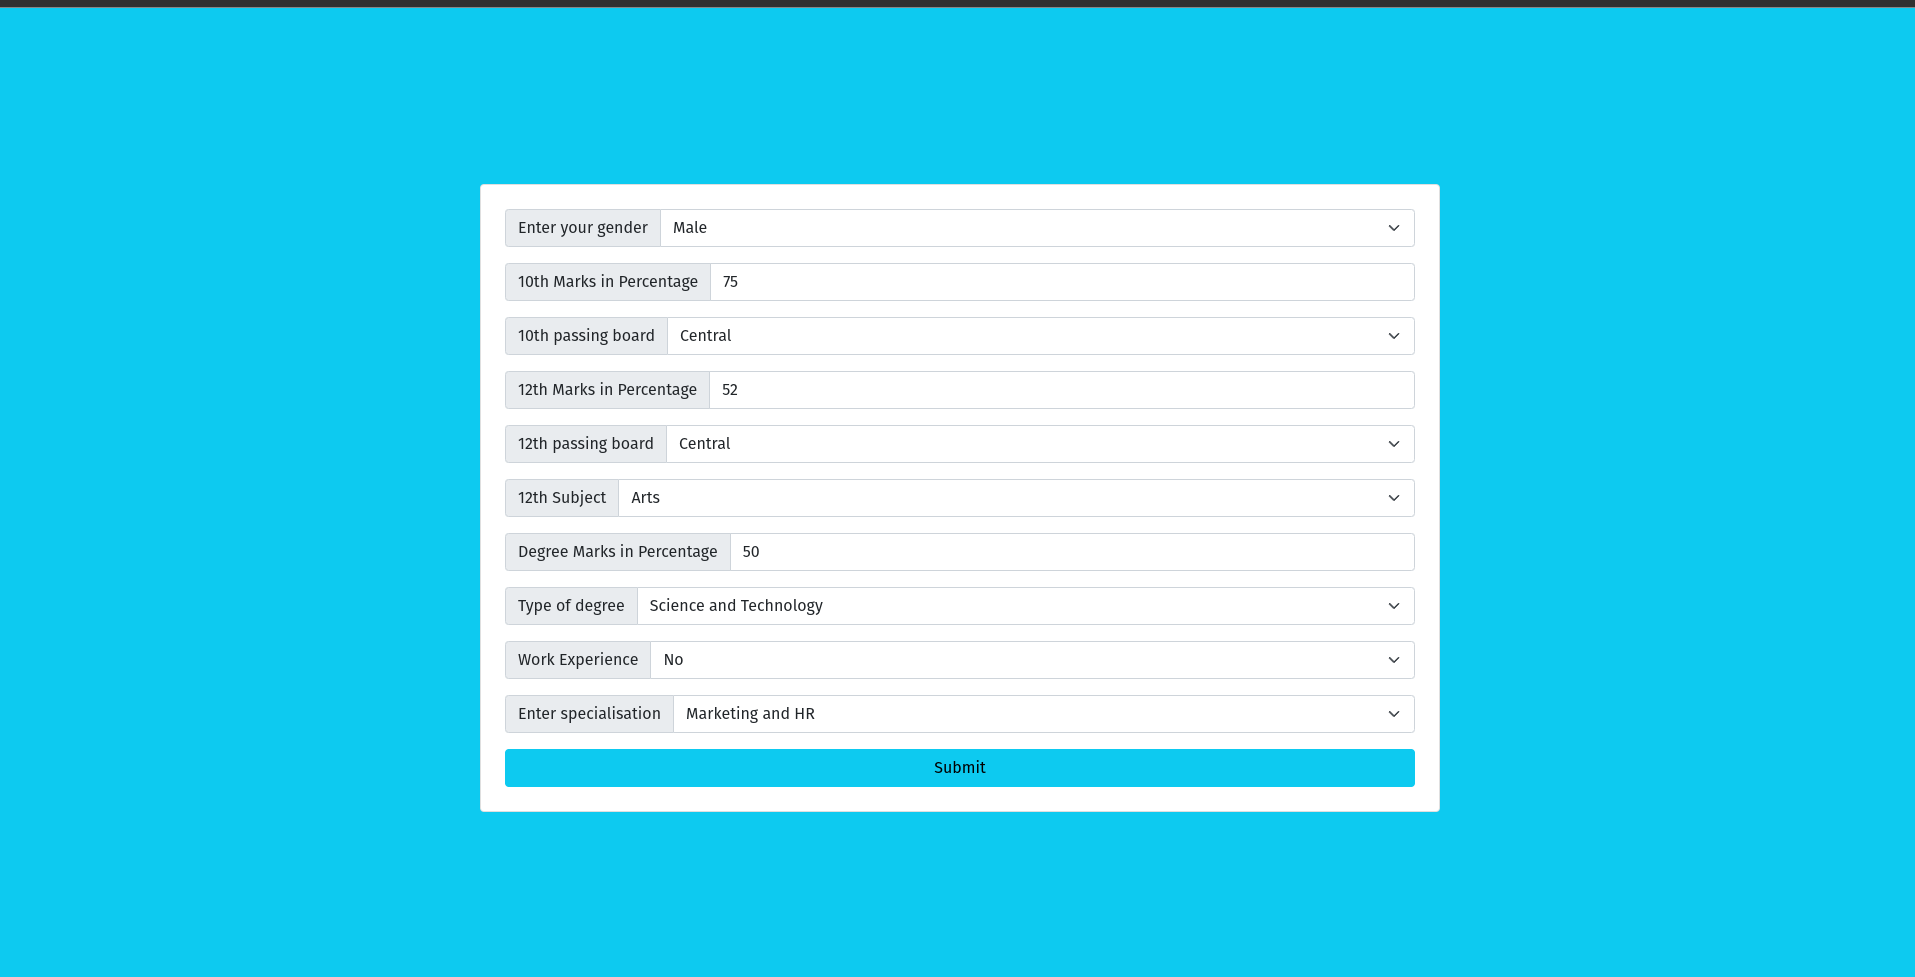 Enter your gender Male
10th Marks in Percentage 75
10th passing board Central
12th Marks in Percentage 52
12th passing board Central
12th Subject Arts
Degree Marks in Percentage 50
Type of degree Science and Technology
Work Experience No
Enter specialisation Marketing and HR
Submit